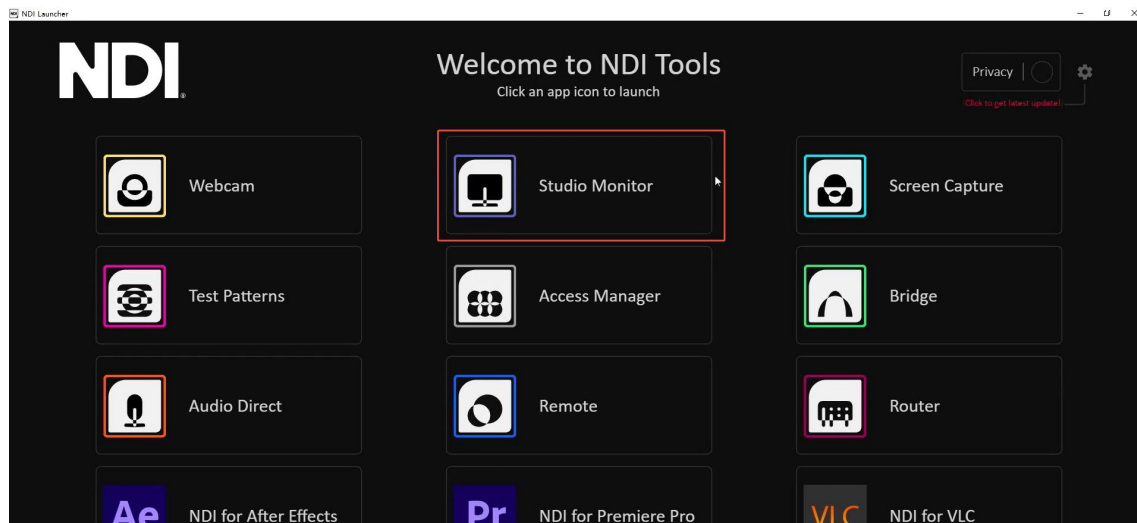 NDI Launcher
NDI
Welcome to NDI Tools
Click an app icon to launch
Privacy
Click to get latest update!
Webcam
Studio Monitor
Screen Capture
Test Patterns
Access Manager
Bridge
Audio Direct
Remote
Router
Ae
NDI for After Effects
Pr
NDI for Premiere Pro
VLC
NDI for VLC